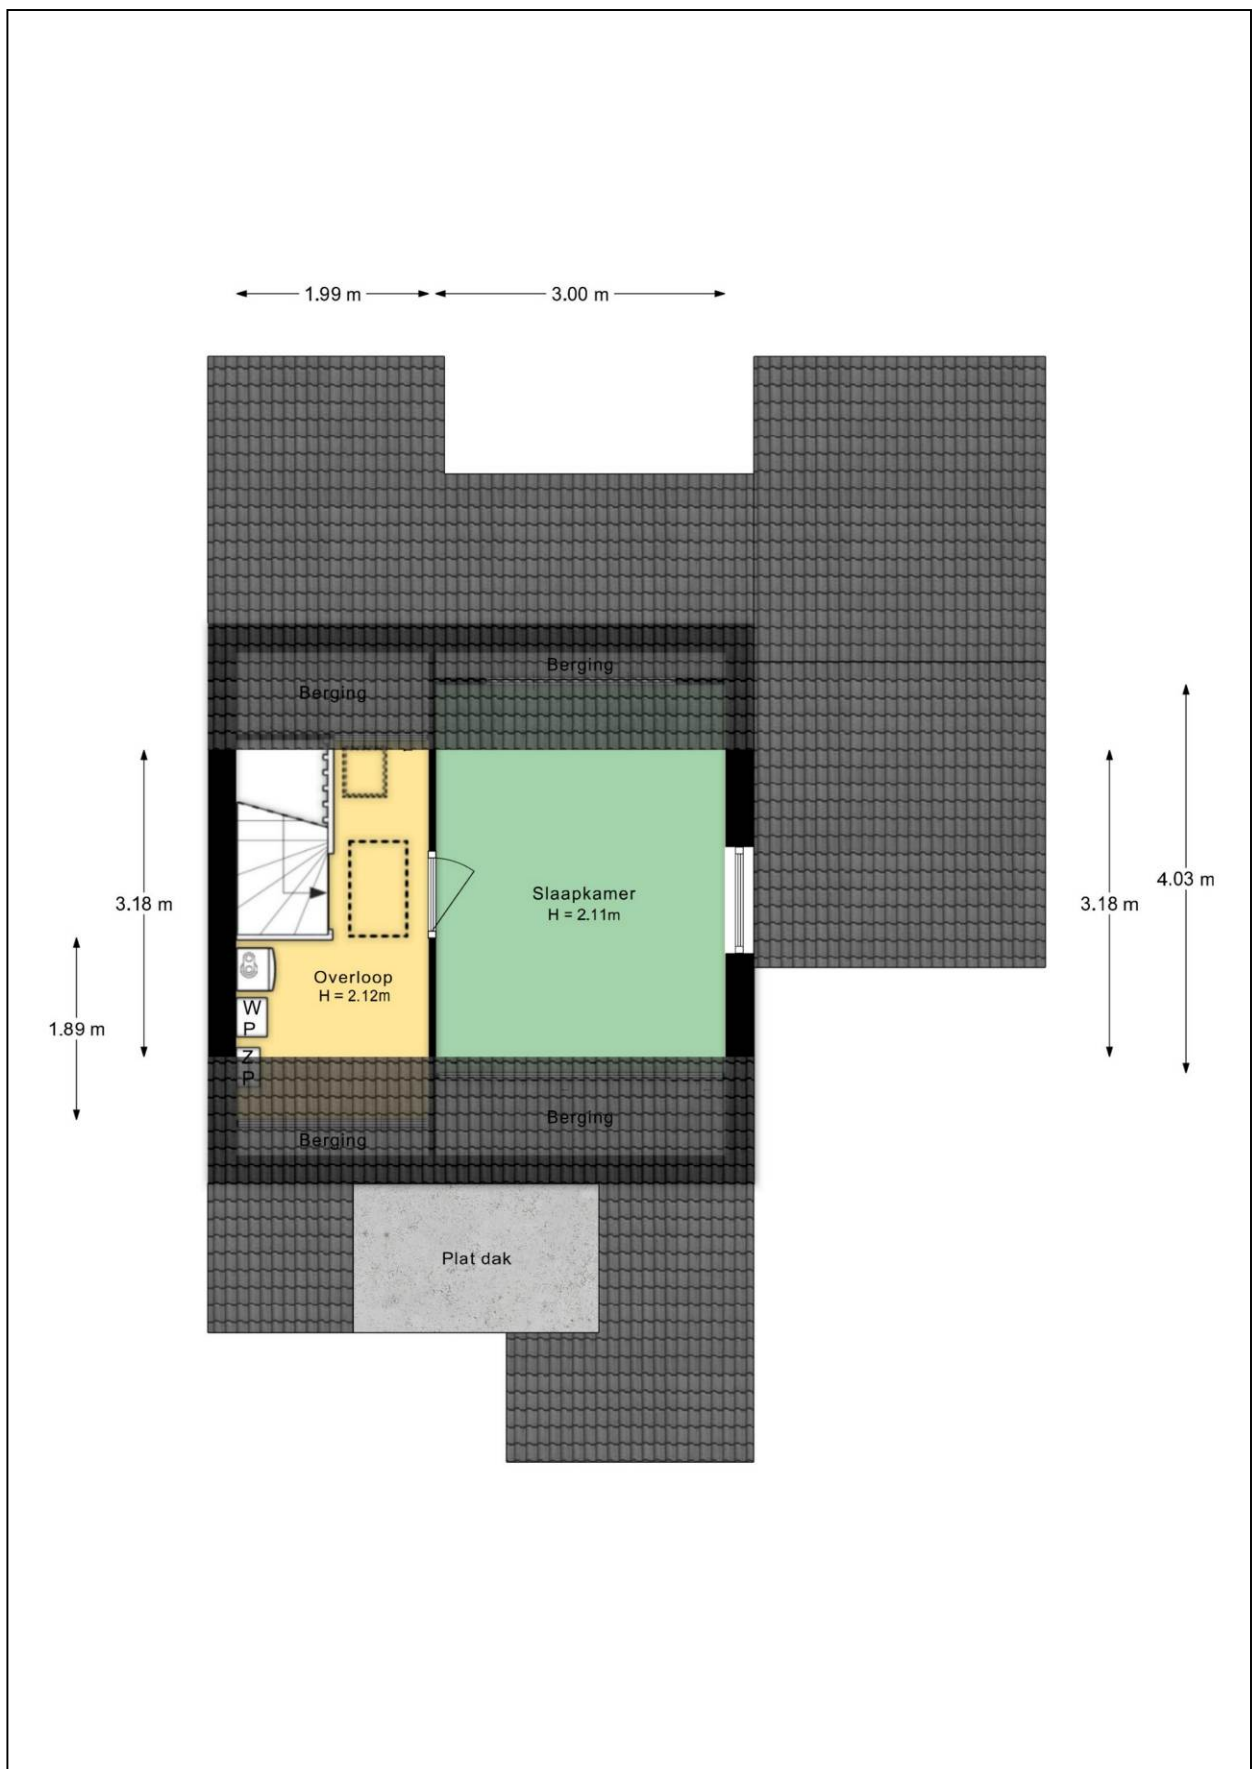 1.99 m
3.00 m
Berging
Berging
3.18 m
1.89 m
Slaapkamer
H = 2.11m
Overloop
H = 2.12m
W
P
Z
P
4.03 m
3.18 m
Berging
Berging
Plat dak